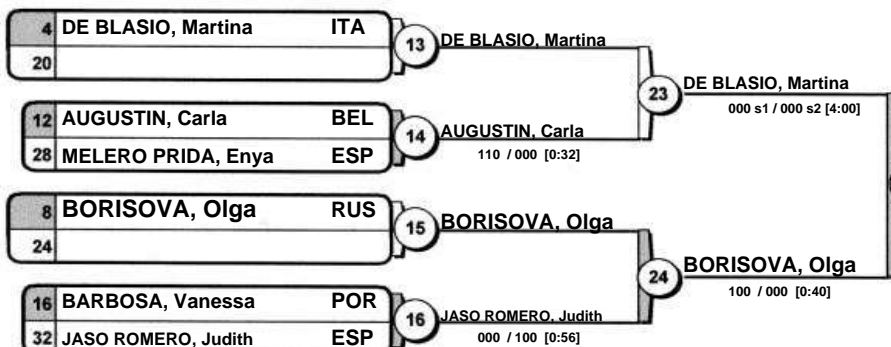 4 DE BLASIO, Martina ITA
20
13 DE BLASIO, Martina
12 AUGUSTIN, Carla BEL
28 MELERO PRIDA, Enya ESP
14 AUGUSTIN, Carla
110 / 000 [0:32]
23 DE BLASIO, Martina
000 s1 / 000 s2 [4:00]
8 BORISOVA, Olga RUS
24
15 BORISOVA, Olga
16 BARBOSA, Vanessa POR
32 JASO ROMERO, Judith ESP
16 JASO ROMERO, Judith
000 / 100 [0:56]
24 BORISOVA, Olga
100 / 000 [0:40]